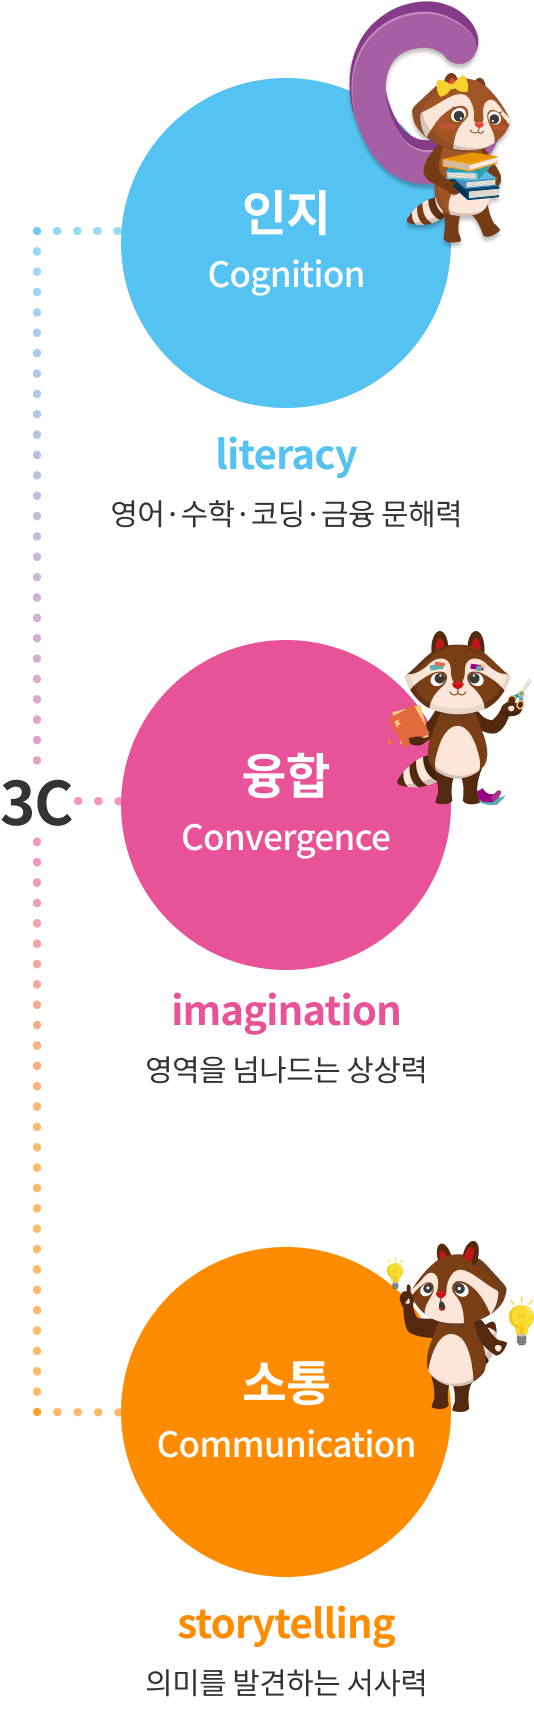 인지
Cognition
literacy
영어·수학·코딩·금융 문해력
3C
융합
Convergence
imagination
영역을 넘나드는 상상력
소통
Communication
storytelling
의미를 발견하는 서사력